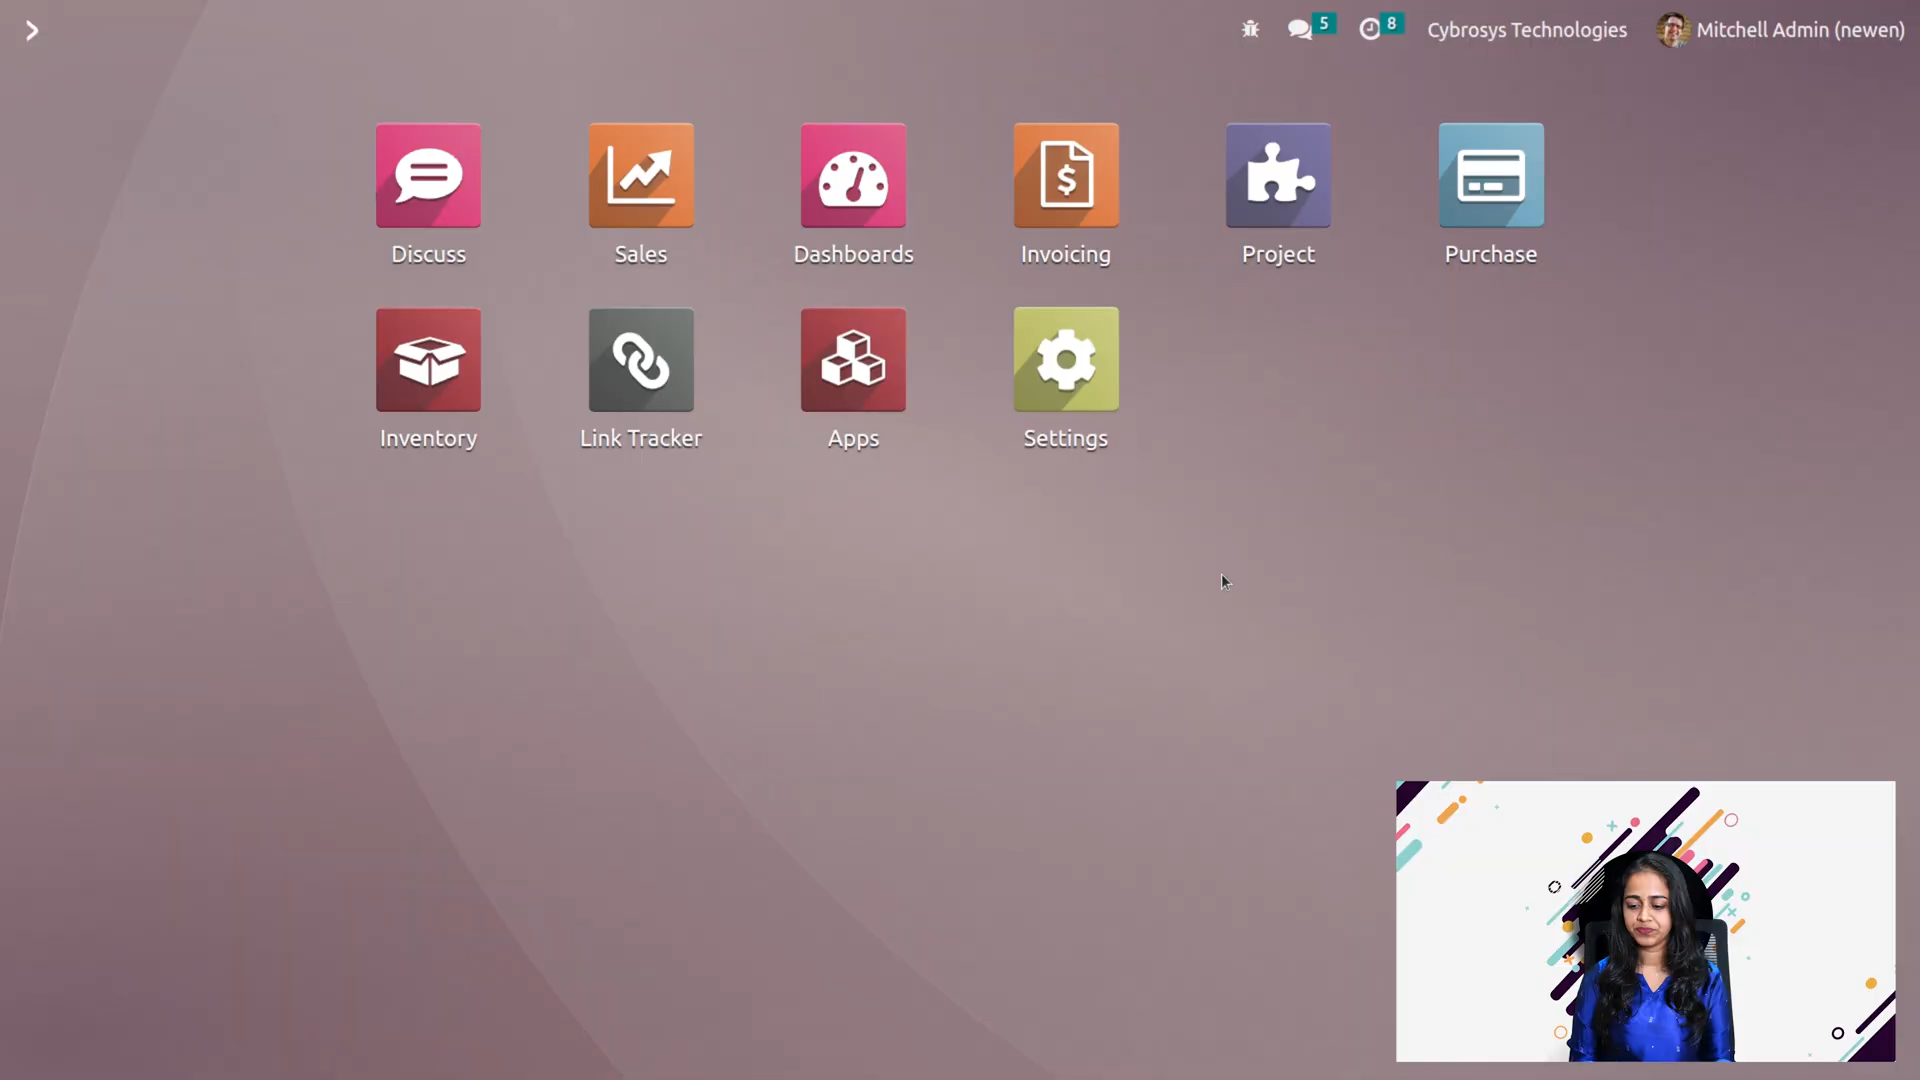 5
8
Cybrosys Technologies
Mitchell Admin (newen)
Discuss
Sales
Dashboards
Invoicing
Project
Purchase
Inventory
Link Tracker
Apps
Settings